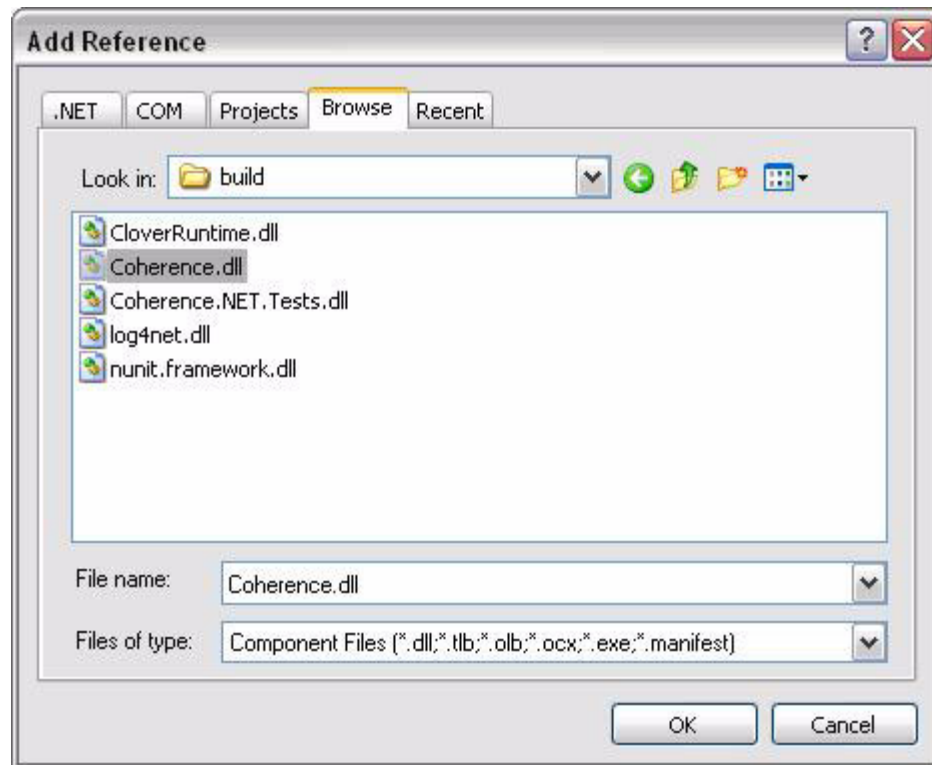 Add Reference
.NET COM Projects Browse Recent
Look in: build
CloverRuntime.dll
Coherence.dll
Coherence.NET.Tests.dll
log4net.dll
nunit.framework.dll
File name: Coherence.dll
Files of type: Component Files (*.dll;*.tlb;*.olb;*.ocx;*.exe;*.manifest)
OK Cancel